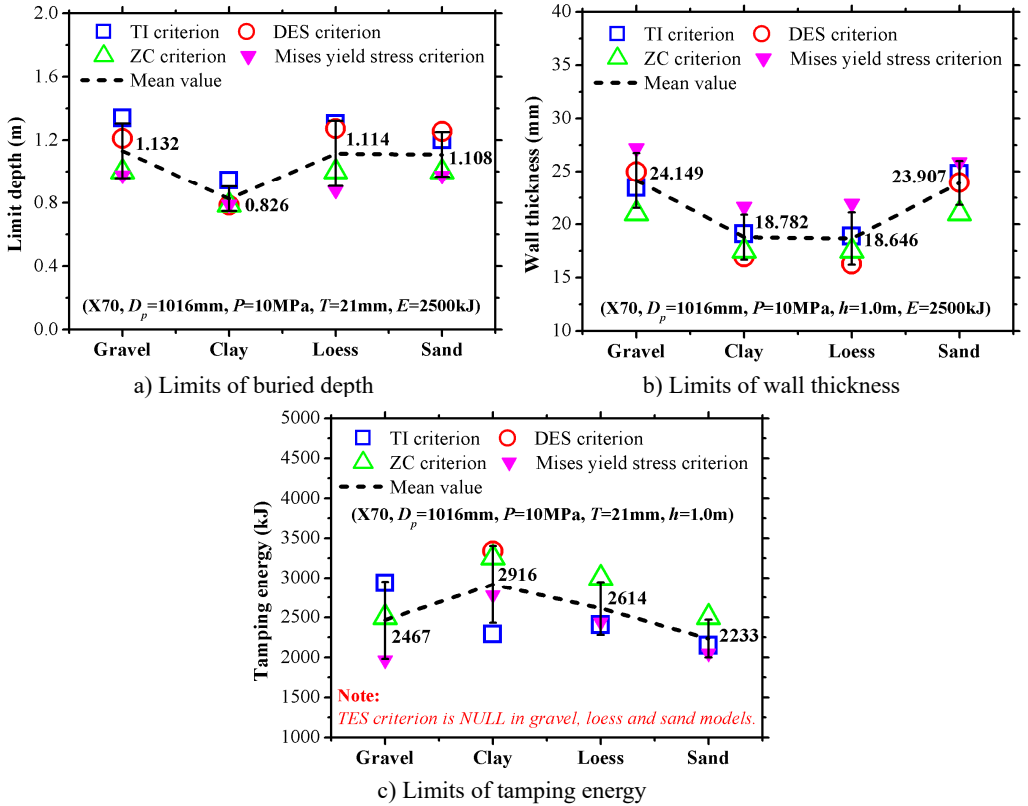 TI criterion DES criterion
ZC criterion Mises yield stress criterion
Mean value
Limit depth (m)
2.0
1.6
1.2
0.8
0.4
0.0
1.132
0.826
1.114
1.108
(X70, Dp=1016mm, P=10MPa, T=21mm, E=2500kJ)
Gravel Clay Loess Sand
a) Limits of buried depth
TI criterion DES criterion
ZC criterion Mises yield stress criterion
Mean value
Wall thickness (mm)
40
35
30
25
20
15
10
24.149
18.782
18.646
23.907
(X70, Dp=1016mm, P=10MPa, h=1.0m, E=2500kJ)
Gravel Clay Loess Sand
b) Limits of wall thickness
TI criterion DES criterion
ZC criterion Mises yield stress criterion
Mean value
(X70, Dp=1016mm, P=10MPa, T=21mm, h=1.0m)
Tamping energy (kJ)
5000
4500
4000
3500
3000
2500
2000
1500
1000
2467
2916
2614
2233
Note:
TES criterion is NULL in gravel, loess and sand models.
Gravel Clay Loess Sand
c) Limits of tamping energy